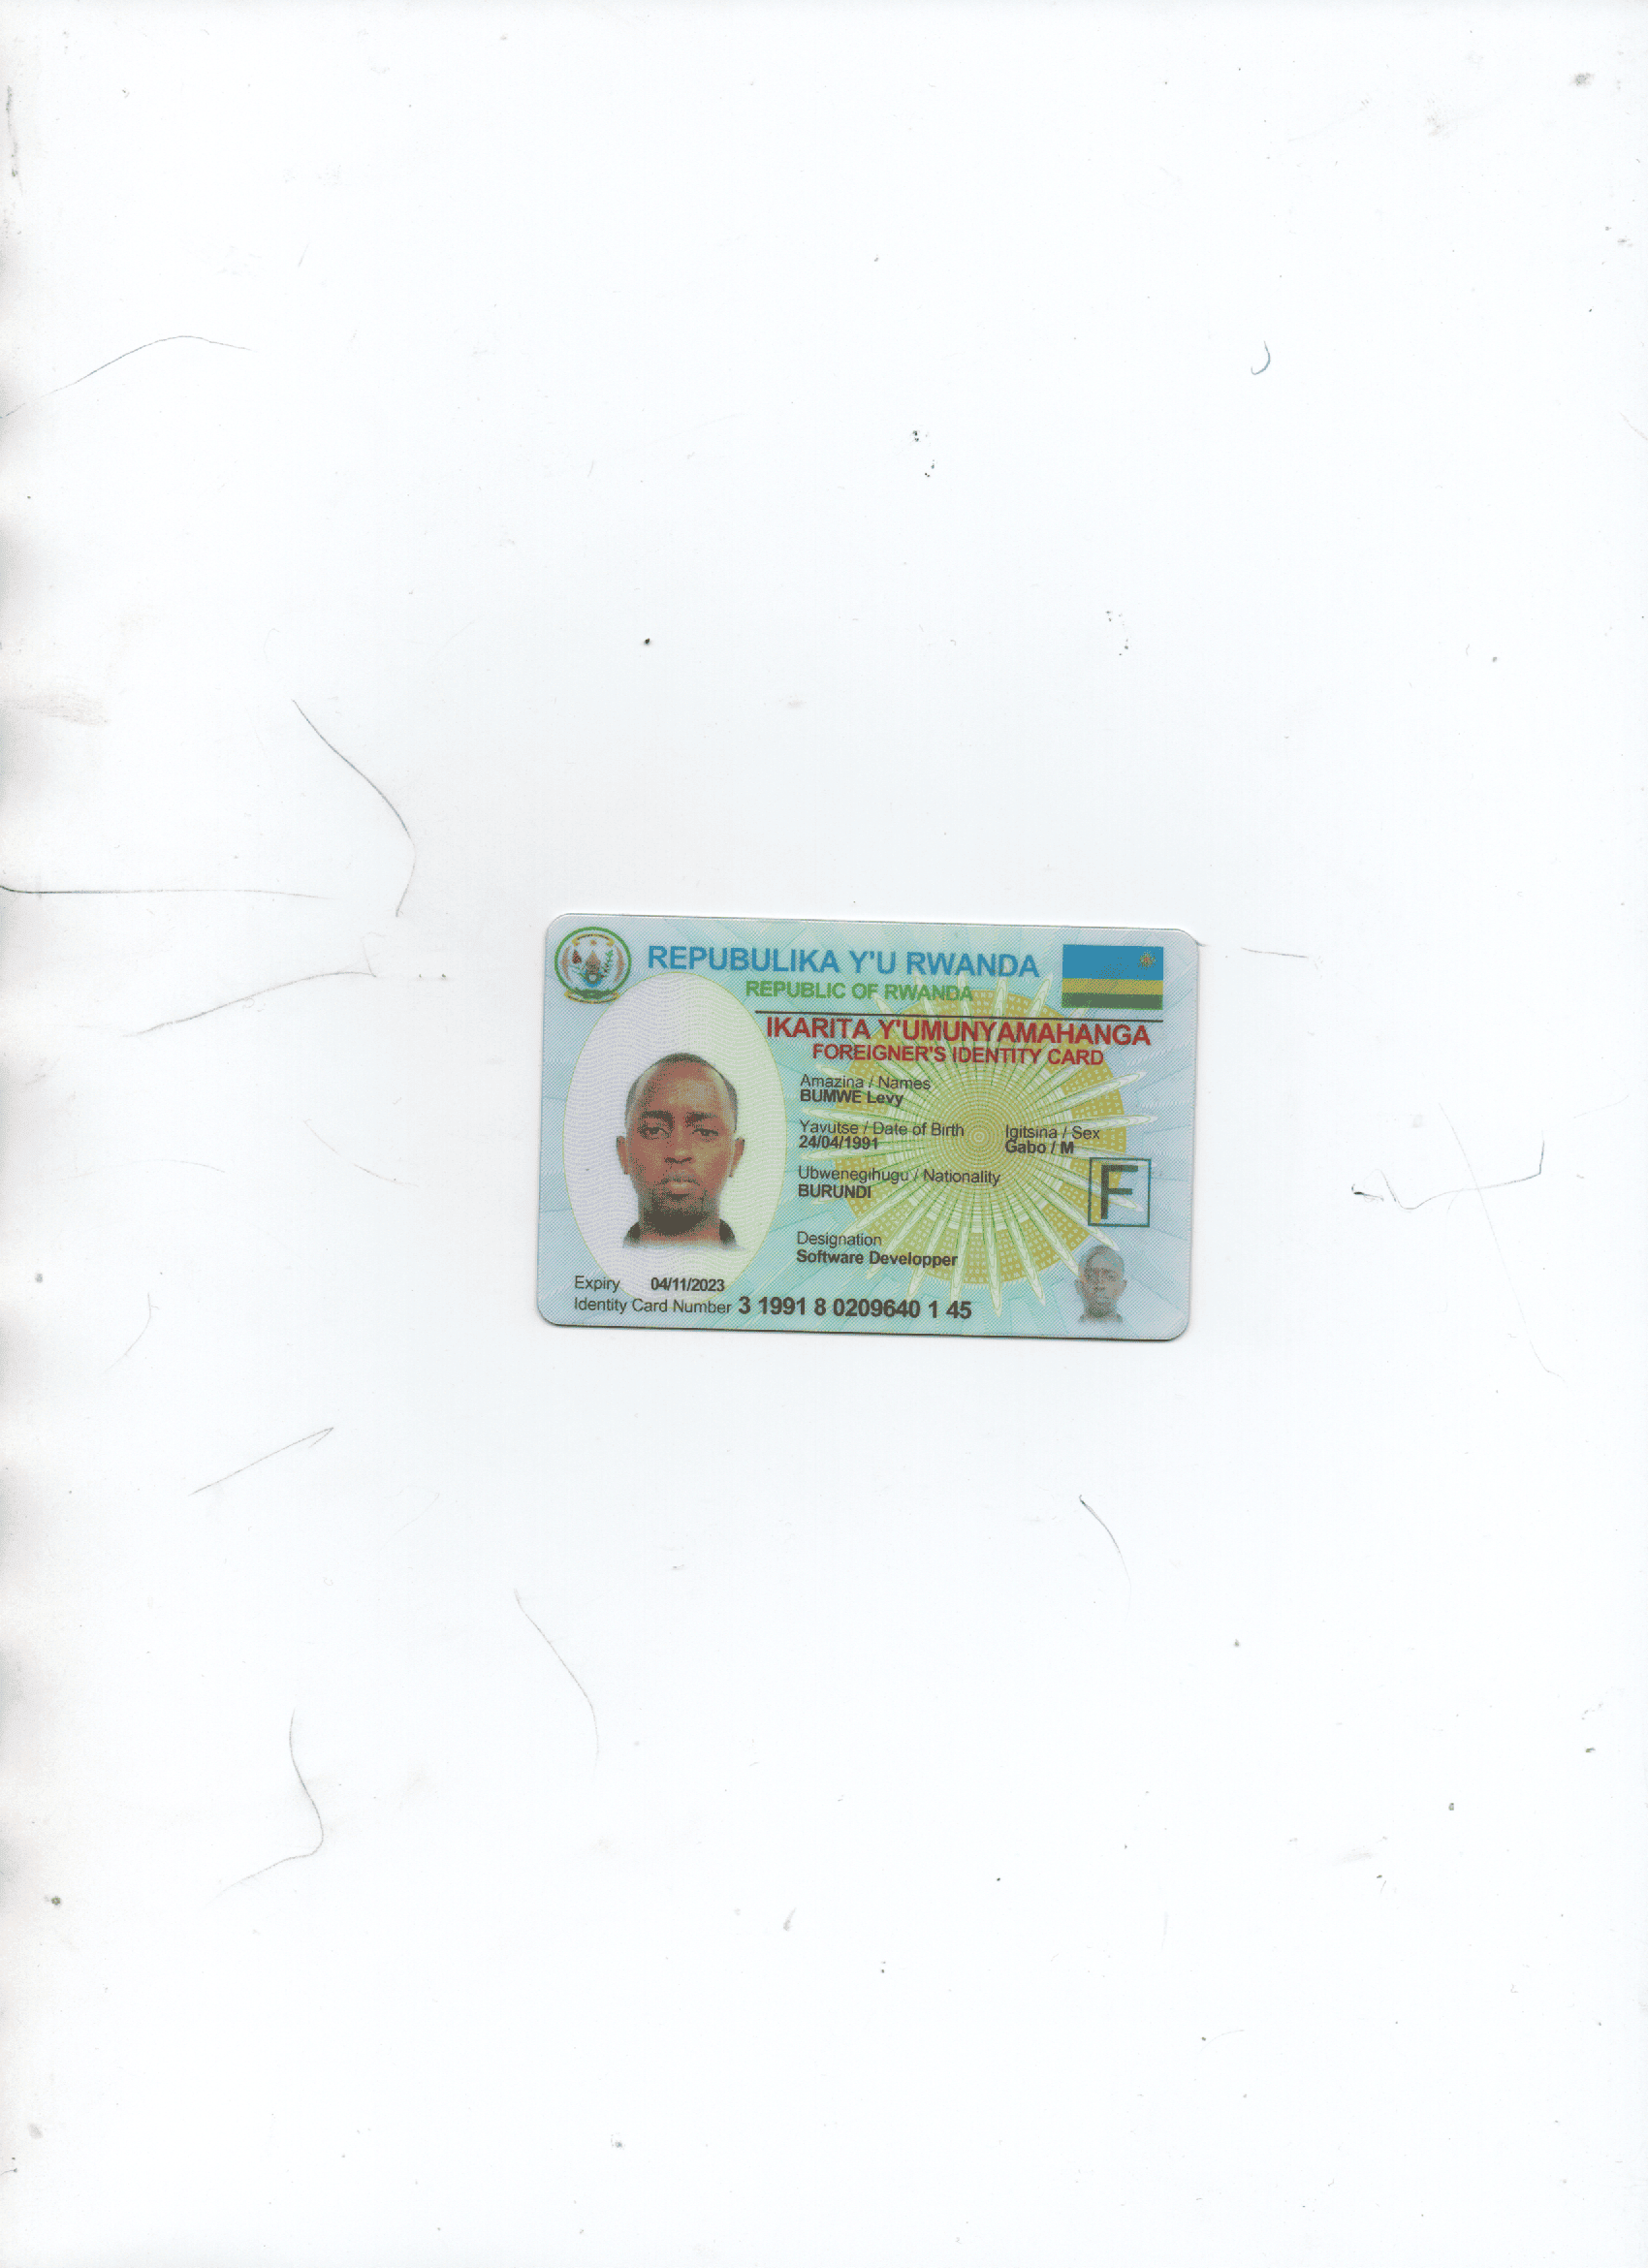 REPUBULIKA Y'U RWANDA
REPUBLIC OF RWANDA
IKARITA Y'UMUNYAMAHANGA
FOREIGNER'S IDENTITY CARD
Amazina / Names
BUMWE Levy
Yavutse / Date of Birth
24/04/1991
Igitsina / Sex
Gabo / M
Ubwenegihugu / Nationality
BURUNDI
F
Designation
Software Developper
Expiry 04/11/2023
Identity Card Number 3 1991 8 0209640 1 45